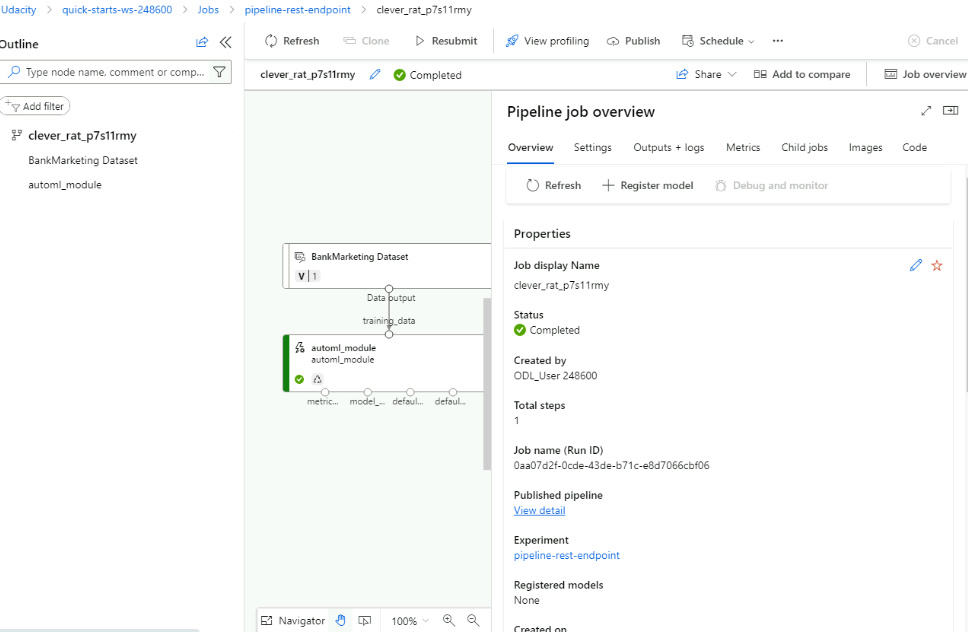 Udacity > quick-starts-ws-248600 > Jobs > pipeline-rest-endpoint > clever_rat_p7s11rmy
Outline
Type node name, comment or comp...
Add filter
clever_rat_p7s11rmy
BankMarketing Dataset
automl_module
Refresh Clone Resubmit View profiling Publish Schedule ... Cancel
clever_rat_p7s11rmy Completed Share Add to compare Job overview
BankMarketing Dataset
V 1
Data output
training_data
automl_module
automl_module
metric... model_... defaul... defaul...
Navigator 100%
Pipeline job overview
Overview Settings Outputs + logs Metrics Child jobs Images Code
Refresh Register model Debug and monitor
Properties
Job display Name
clever_rat_p7s11rmy
Status
Completed
Created by
ODL_User 248600
Total steps
1
Job name (Run ID)
0aa07d2f-0cde-43de-b71c-e8d7066cbf06
Published pipeline
View detail
Experiment
pipeline-rest-endpoint
Registered models
None
Created on